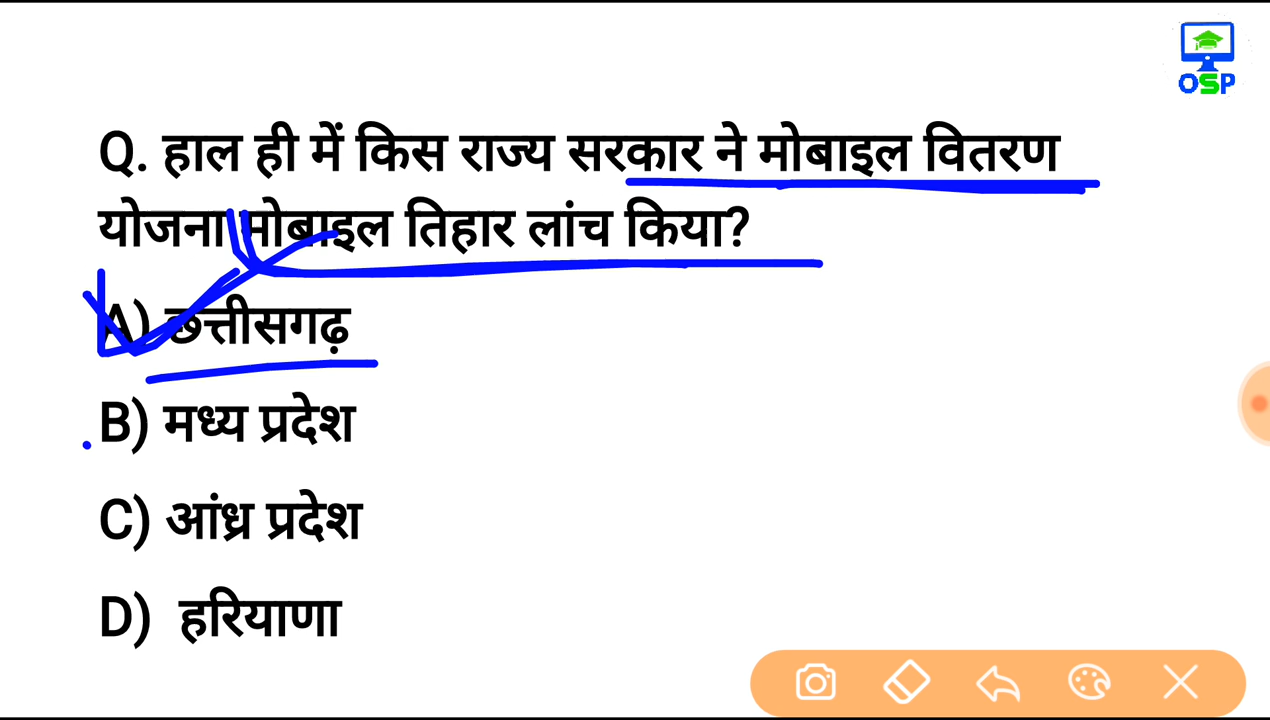 OSP
Q. हाल ही में किस राज्य सरकार ने मोबाइल वितरण
योजना मोबाइल तिहार लांच किया?
A) छत्तीसगढ़
B) मध्य प्रदेश
C) आंध्र प्रदेश
D) हरियाणा